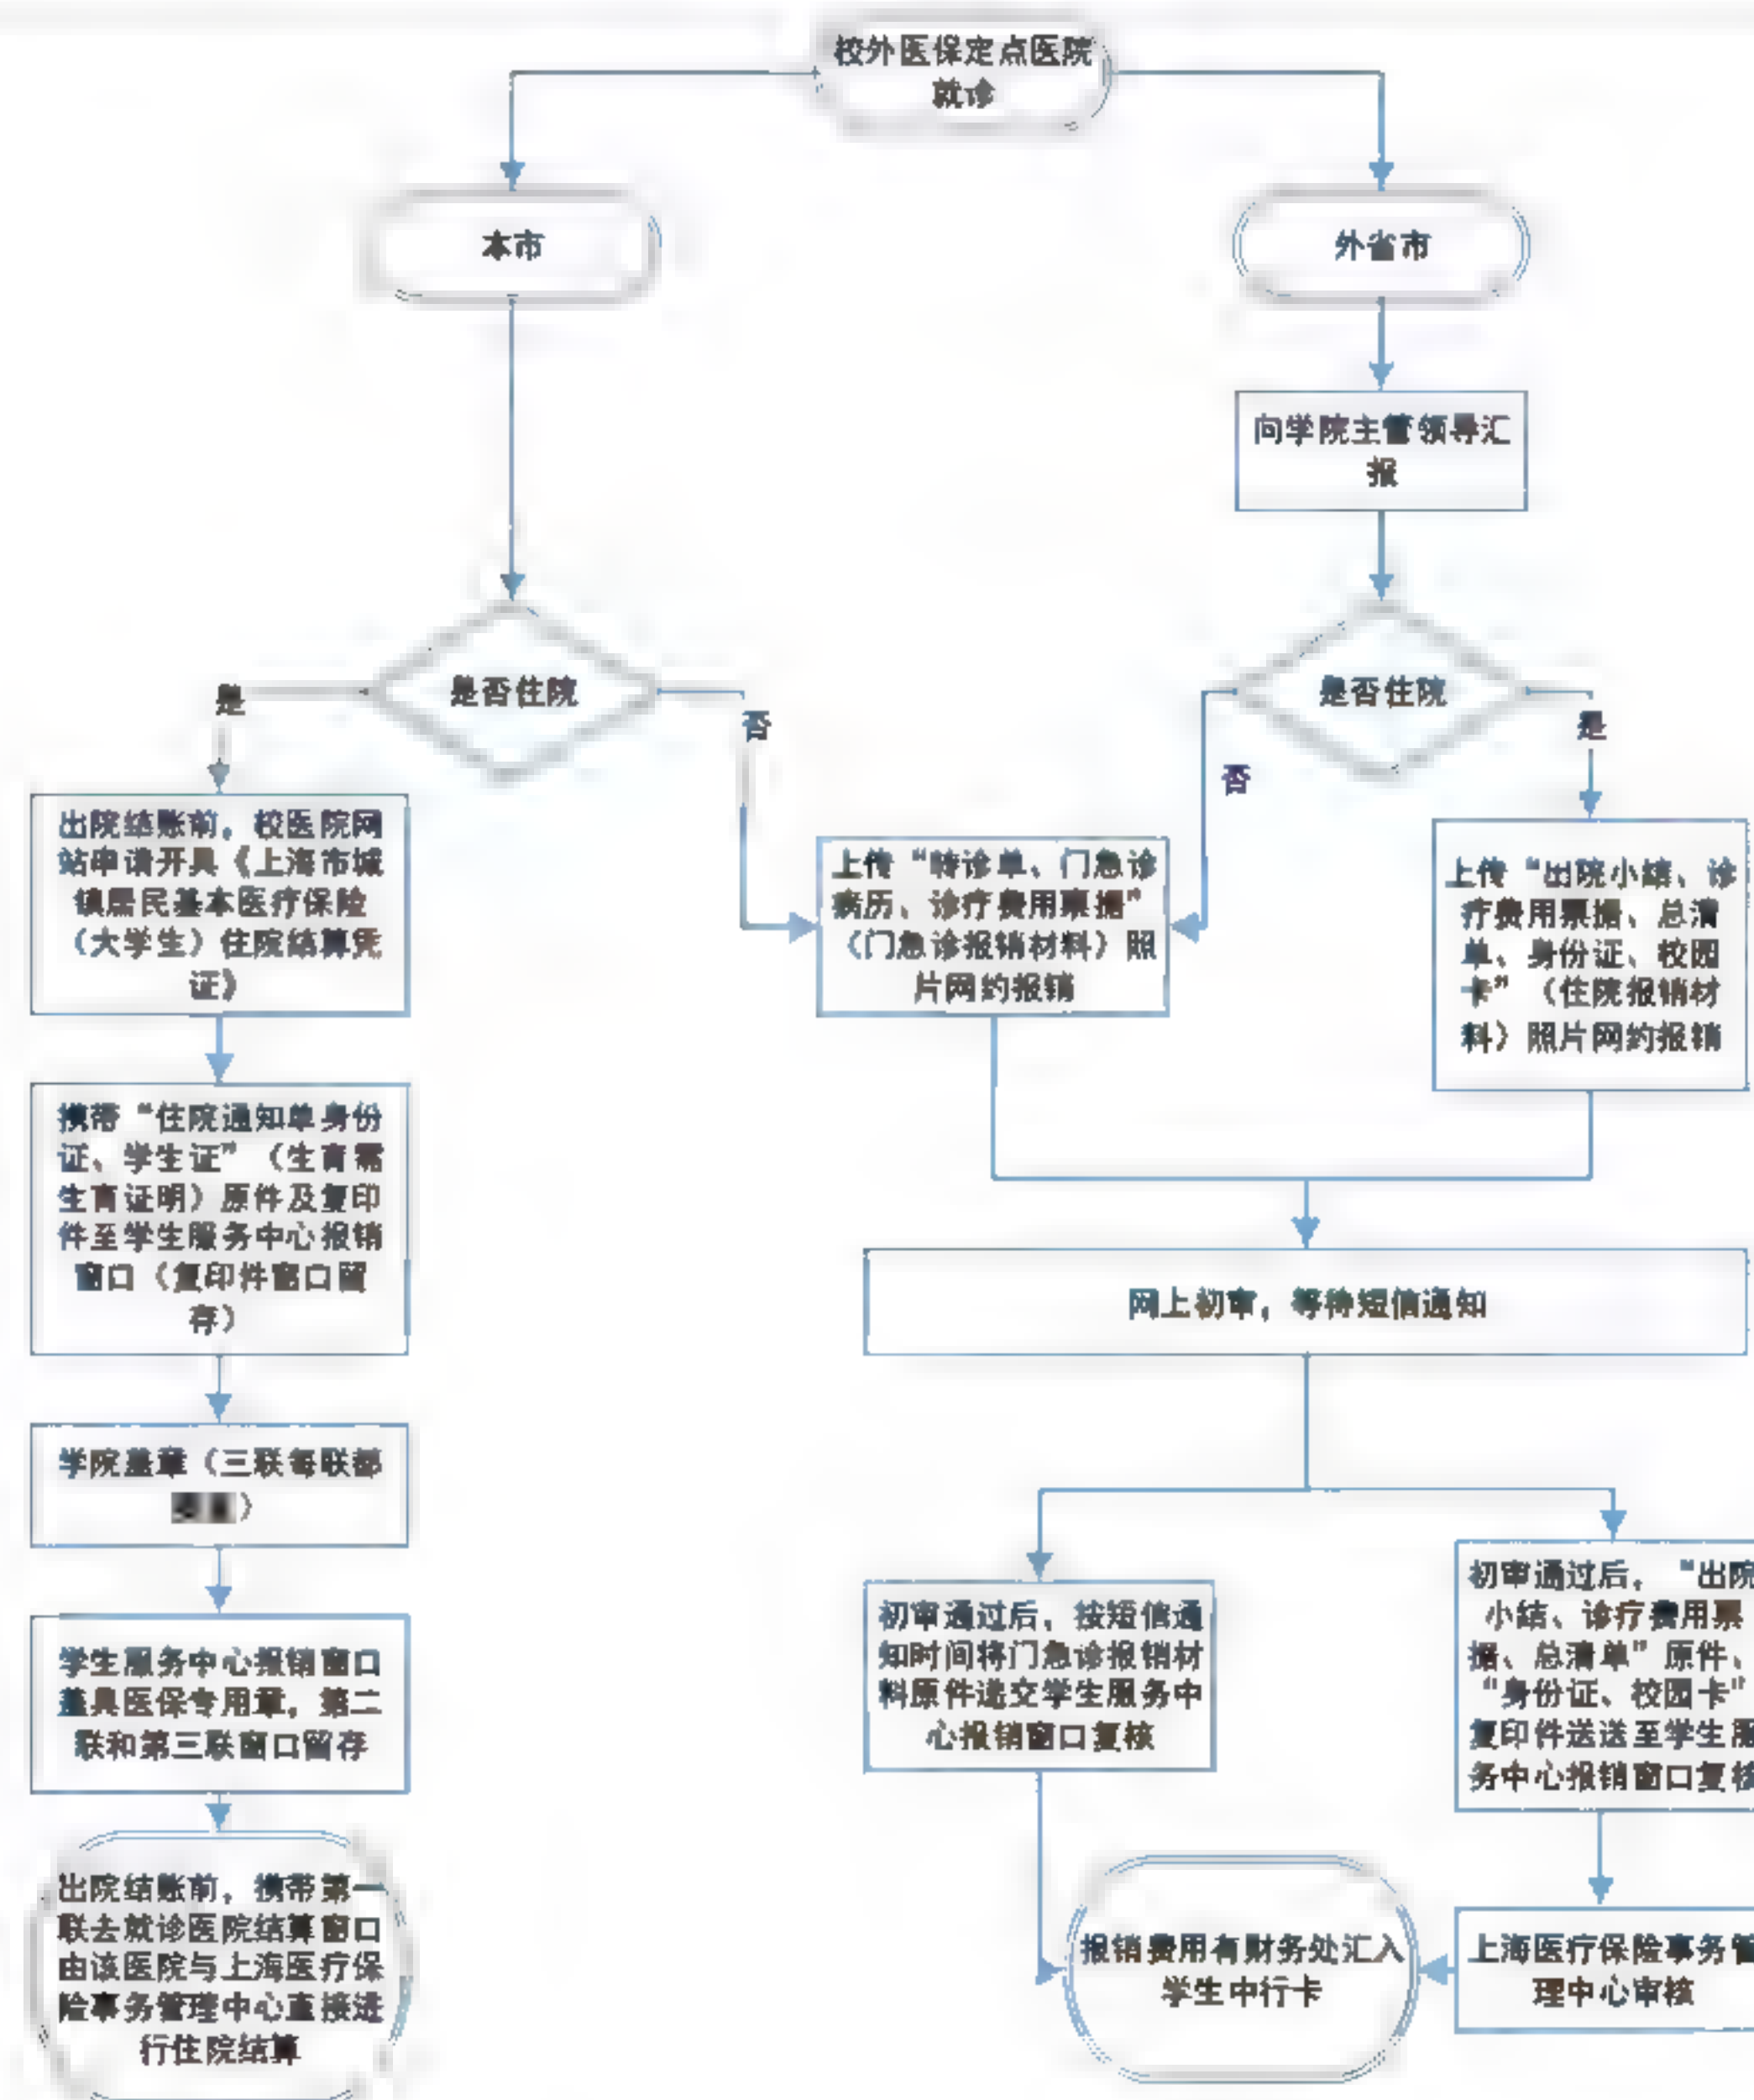 校外医保定点医院
就诊
本市
外省市
向学院主管领导汇
报
是否住院
是
否
是否住院
否
是
出院结账前，校医院网
站申请开具《上海市城
镇居民基本医疗保险
（大学生）住院结算凭
证》
上传“转诊单、门急诊
病历、诊疗费用票据”
（门急诊报销材料）照
片网约报销
上传“出院小结、诊
疗费用票据、总清
单、身份证、校园
卡”（住院报销材
料）照片网约报销
携带“住院通知单身份
证、学生证”（生育需
生育证明）原件及复印
件至学生服务中心报销
窗口（复印件窗口留
存）
网上初审，等待短信通知
学院盖章（三联每联都
）
学生服务中心报销窗口
盖具医保专用章，第二
联和第三联窗口留存
初审通过后，按短信通
知时间将门急诊报销材
料原件递交学生服务中
心报销窗口复核
初审通过后，“出院
小结、诊疗费用票
据、总清单”原件、
“身份证、校园卡”
复印件送送至学生服
务中心报销窗口复核
出院结账前，携带第一
联去就诊医院结算窗口
由该医院与上海医疗保
险事务管理中心直接进
行住院结算
报销费用有财务处汇入
学生中行卡
上海医疗保险事务管
理中心审核